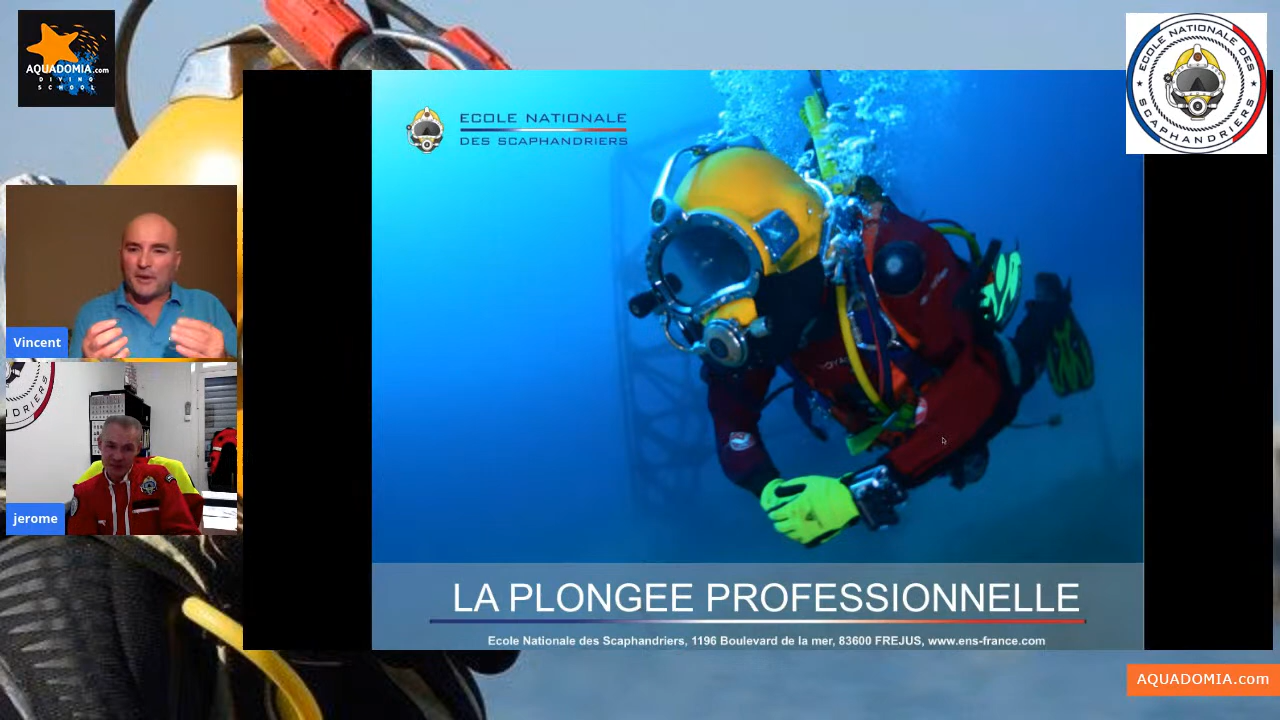 AQUADOMIA.com
DIVING
SCHOOL
ECOLE NATIONALE DES
SCAPHANDRIERS
ECOLE NATIONALE
DES SCAPHANDRIERS
Vincent
jerome
LA PLONGEE PROFESSIONNELLE
Ecole Nationale des Scaphandriers, 1196 Boulevard de la mer, 83600 FREJUS, www.ens-france.com
AQUADOMIA.com